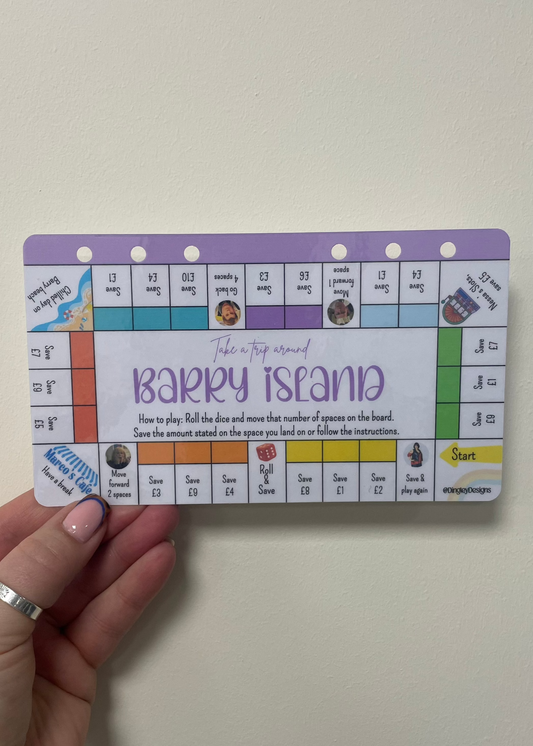 Chilled day on
Barry beach
Save
£1
Save
£4
Save
£10
Go back
4 spaces
Save
£3
Save
£6
Move
forward 1
space
Save
£1
Save
£4
Nessa's Slots,
save £5
Save
£7
Save
£9
Save
£5
Take a trip around
BARRY ISLAND
How to play: Roll the dice and move that number of spaces on the board.
Save the amount stated on the space you land on or follow the instructions.
Save
£7
Save
£1
Save
£9
Marco's Cafe
Have a break
Move
forward
2 spaces
Save
£3
Save
£9
Save
£4
Roll
&
Save
Save
£8
Save
£1
Save
£2
Save &
play again
Start
@DingleyDesigns